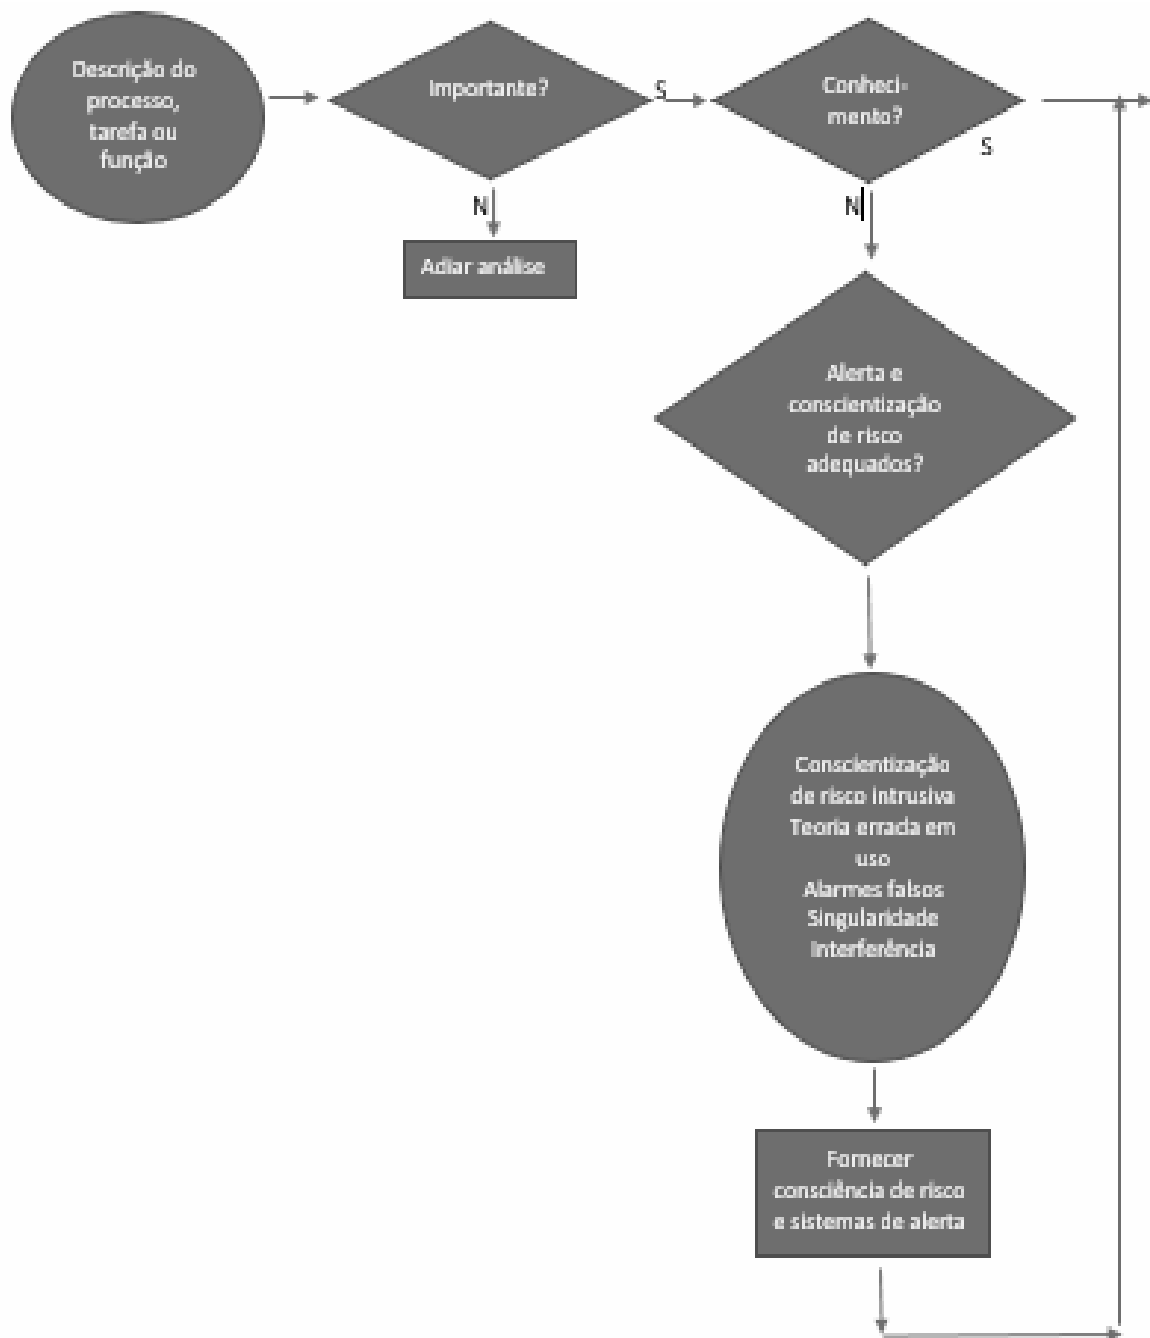 Descrição do
processo,
tarefa ou
função
Importante?
S
N
Adiar análise
Conheci-
mento?
S
N
Alerta e
conscientização
de risco
adequados?
Conscientização
de risco intrusiva
Teoria errada em
uso
Alarmes falsos
Singularidade
Interferência
Fornecer
consciência de risco
e sistemas de alerta